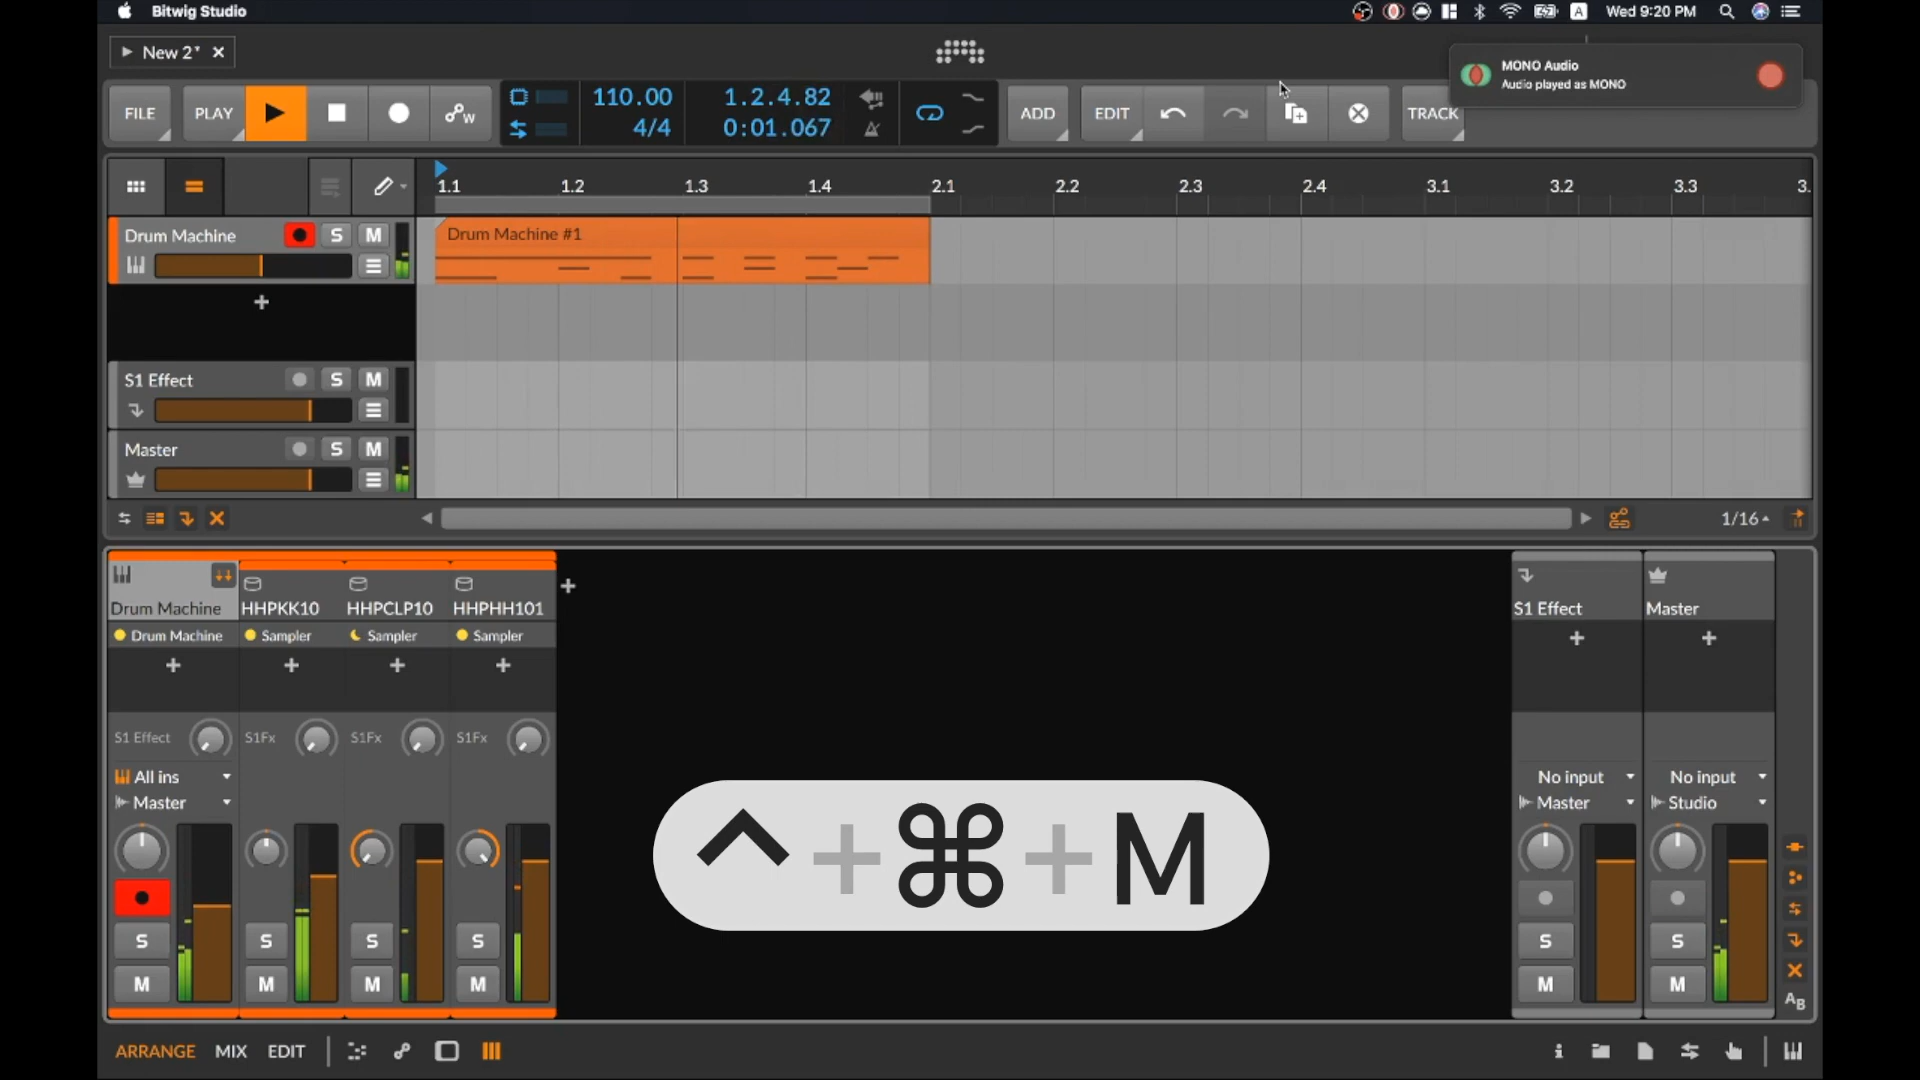 Bitwig Studio
A
Wed 9:20 PM
New 2*
MONO Audio
Audio played as MONO
FILE
PLAY
W
110.00
4/4
1.2.4.82
0:01.067
ADD
EDIT
TRACK
1.1
1.2
1.3
1.4
2.1
2.2
2.3
2.4
3.1
3.2
3.3
3.
Drum Machine
S
M
Drum Machine #1
S1 Effect
S
M
Master
S
M
1/16
Drum Machine
HHPKK10
HHPCLP10
HHPHH101
S1 Effect
Master
Drum Machine
Sampler
Sampler
Sampler
S1 Effect
S1Fx
S1Fx
S1Fx
All ins
Master
No input
Master
No input
Studio
^+⌘+M
S
S
S
S
S
S
M
M
M
M
M
M
AB
ARRANGE
MIX
EDIT